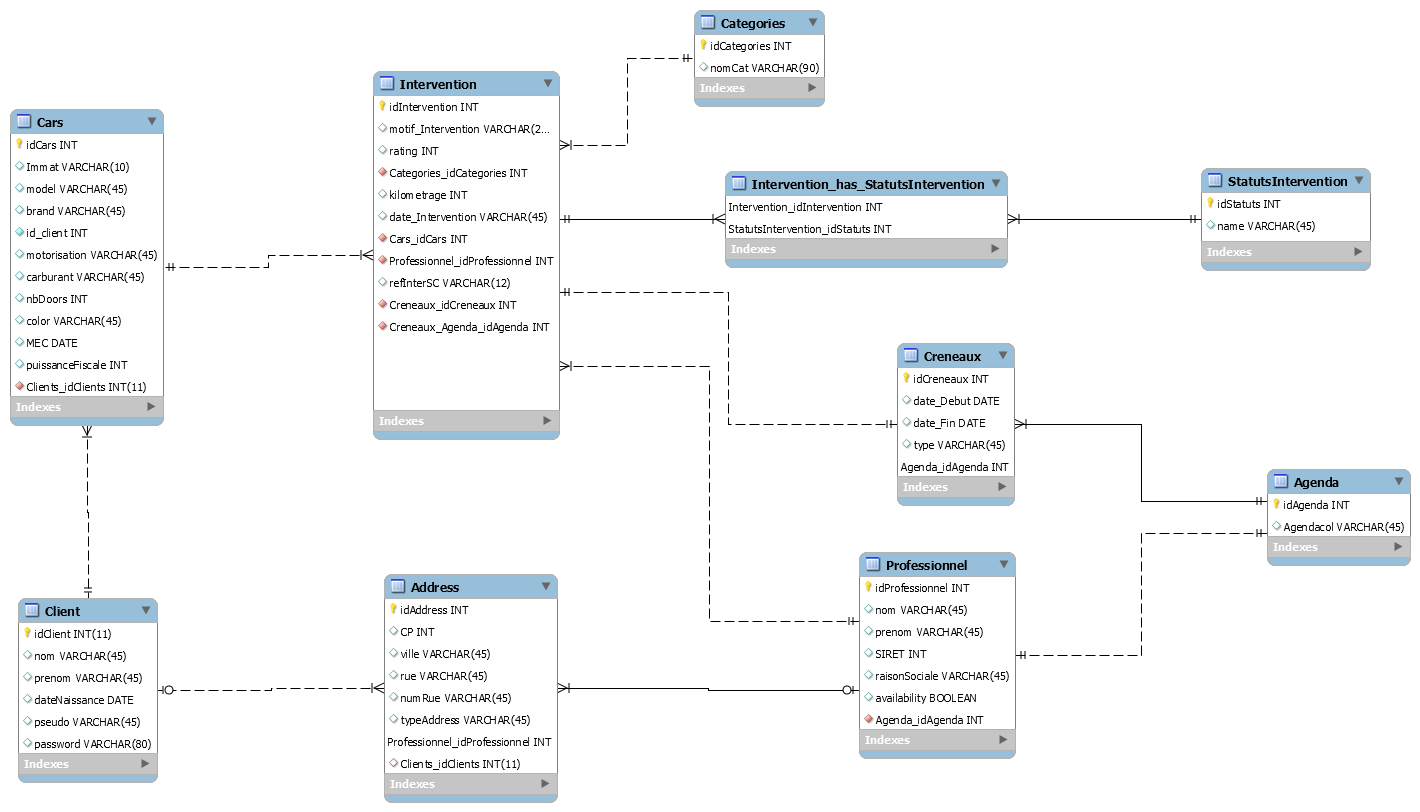 Categories
idCategories INT
nomCat VARCHAR(90)
Indexes
Intervention
idIntervention INT
motif_Intervention VARCHAR(2...
rating INT
Categories_idCategories INT
kilometrage INT
date_Intervention VARCHAR(45)
Cars_idCars INT
Professionnel_idProfessionnel INT
refInterSC VARCHAR(12)
Creneaux_idCreneaux INT
Creneaux_Agenda_idAgenda INT
Indexes
Cars
idCars INT
Immat VARCHAR(10)
model VARCHAR(45)
brand VARCHAR(45)
id_client INT
motorisation VARCHAR(45)
carburant VARCHAR(45)
nbDoors INT
color VARCHAR(45)
MEC DATE
puissanceFiscale INT
Clients_idClients INT(11)
Indexes
Intervention_has_StatutsIntervention
Intervention_idIntervention INT
StatutsIntervention_idStatuts INT
Indexes
StatutsIntervention
idStatuts INT
name VARCHAR(45)
Indexes
Creneaux
idCreneaux INT
date_Debut DATE
date_Fin DATE
type VARCHAR(45)
Agenda_idAgenda INT
Indexes
Agenda
idAgenda INT
Agendacol VARCHAR(45)
Indexes
Professionnel
idProfessionnel INT
nom VARCHAR(45)
prenom VARCHAR(45)
SIRET INT
raisonSociale VARCHAR(45)
availability BOOLEAN
Agenda_idAgenda INT
Indexes
Address
idAddress INT
CP INT
ville VARCHAR(45)
rue VARCHAR(45)
numRue VARCHAR(45)
typeAddress VARCHAR(45)
Professionnel_idProfessionnel INT
Clients_idClients INT(11)
Indexes
Client
idClient INT(11)
nom VARCHAR(45)
prenom VARCHAR(45)
dateNaissance DATE
pseudo VARCHAR(45)
password VARCHAR(80)
Indexes